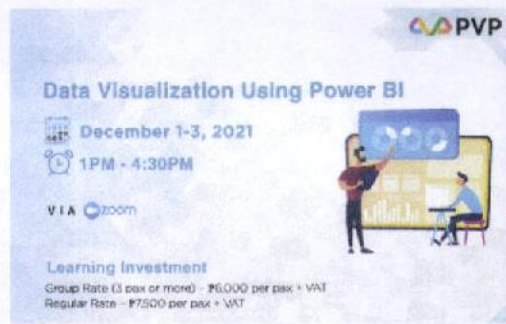 PVP
Data Visualization Using Power BI
December 1-3, 2021
1PM - 4:30PM
VIA zoom
Learning Investment
Group Rate (3 pax or more) - ₱6,000 per pax + VAT
Regular Rate - ₱7,500 per pax + VAT